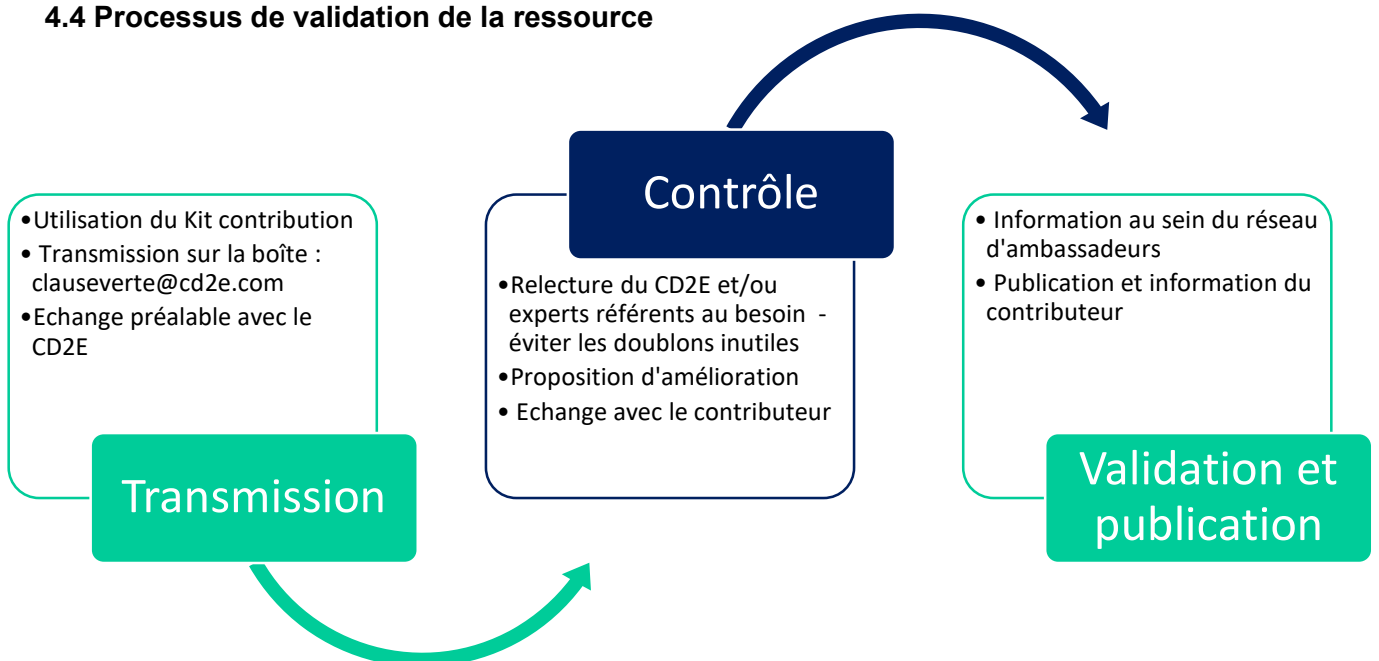 4.4 Processus de validation de la ressource
•Utilisation du Kit contribution
• Transmission sur la boîte :
clauseverte@cd2e.com
•Echange préalable avec le
CD2E
Transmission
Contrôle
•Relecture du CD2E et/ou
experts référents au besoin -
éviter les doublons inutiles
•Proposition d'amélioration
• Echange avec le contributeur
• Information au sein du réseau
d'ambassadeurs
• Publication et information du
contributeur
Validation et
publication